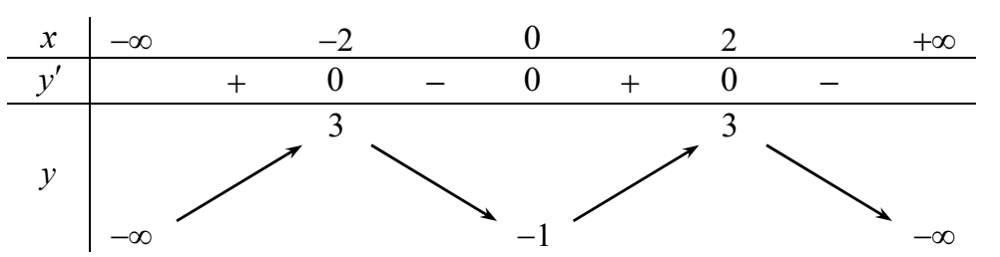 x −∞ −2 0 2 +∞
y′ + 0 − 0 + 0 −
3 3
y
−∞ −1 −∞